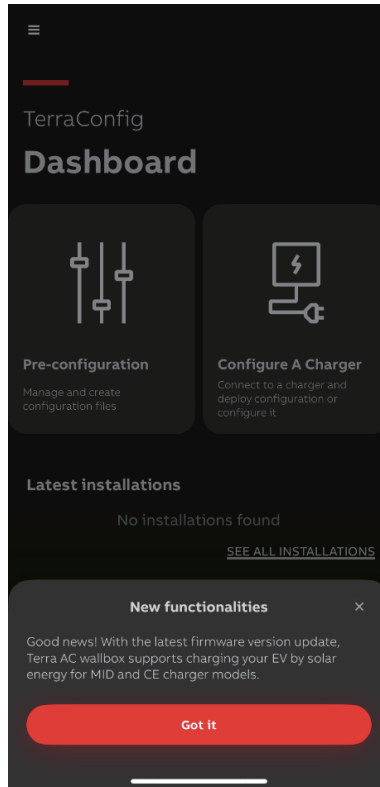 TerraConfig
Dashboard
Pre-configuration
Manage and create
configuration files
Configure A Charger
Connect to a charger and
deploy configuration or
configure it
Latest installations
No installations found
SEE ALL INSTALLATIONS
New functionalities
Good news! With the latest firmware version update,
Terra AC wallbox supports charging your EV by solar
energy for MID and CE charger models.
Got it